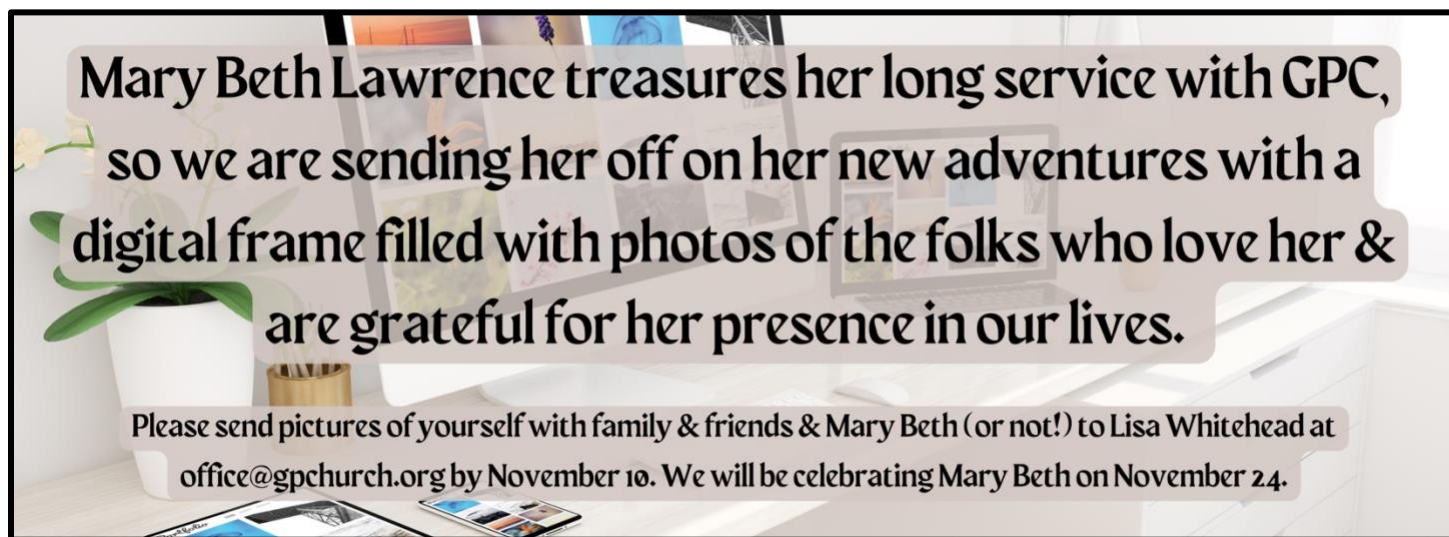 Mary Beth Lawrence treasures her long service with GPC,
so we are sending her off on her new adventures with a
digital frame filled with photos of the folks who love her &
are grateful for her presence in our lives.
Please send pictures of yourself with family & friends & Mary Beth (or not!) to Lisa Whitehead at
office@gpchurch.org by November 10. We will be celebrating Mary Beth on November 24.
Portfolio